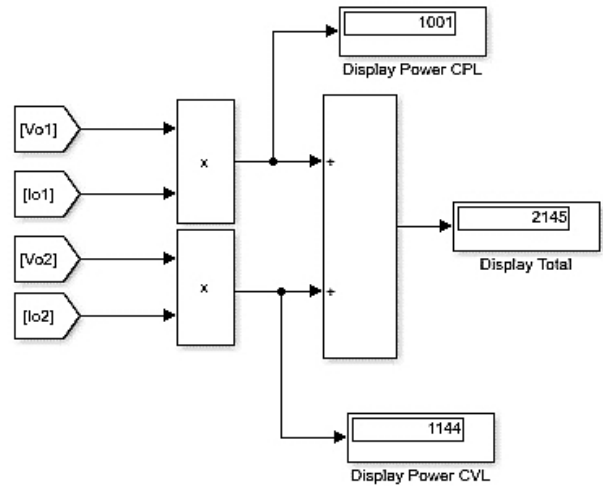 1001
Display Power CPL
[Vo1]
x
+
[Io1]
2145
Display Total
[Vo2]
x
+
[Io2]
1144
Display Power CVL